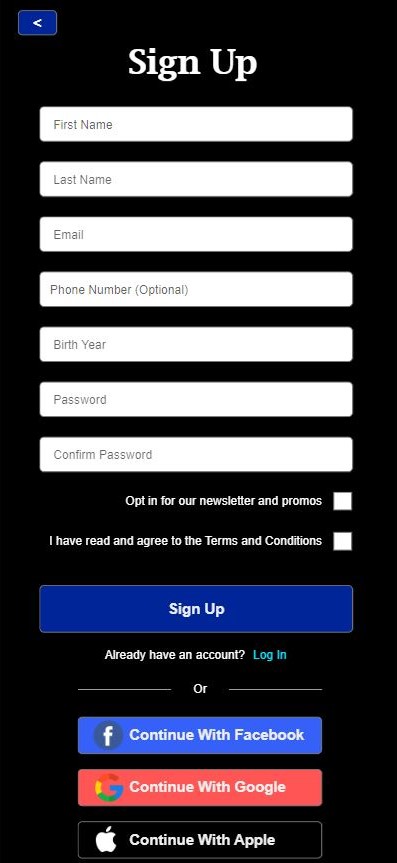 <
Sign Up
First Name
Last Name
Email
Phone Number (Optional)
Birth Year
Password
Confirm Password
Opt in for our newsletter and promos
I have read and agree to the Terms and Conditions
Sign Up
Already have an account? Log In
Or
Continue With Facebook
Continue With Google
Continue With Apple